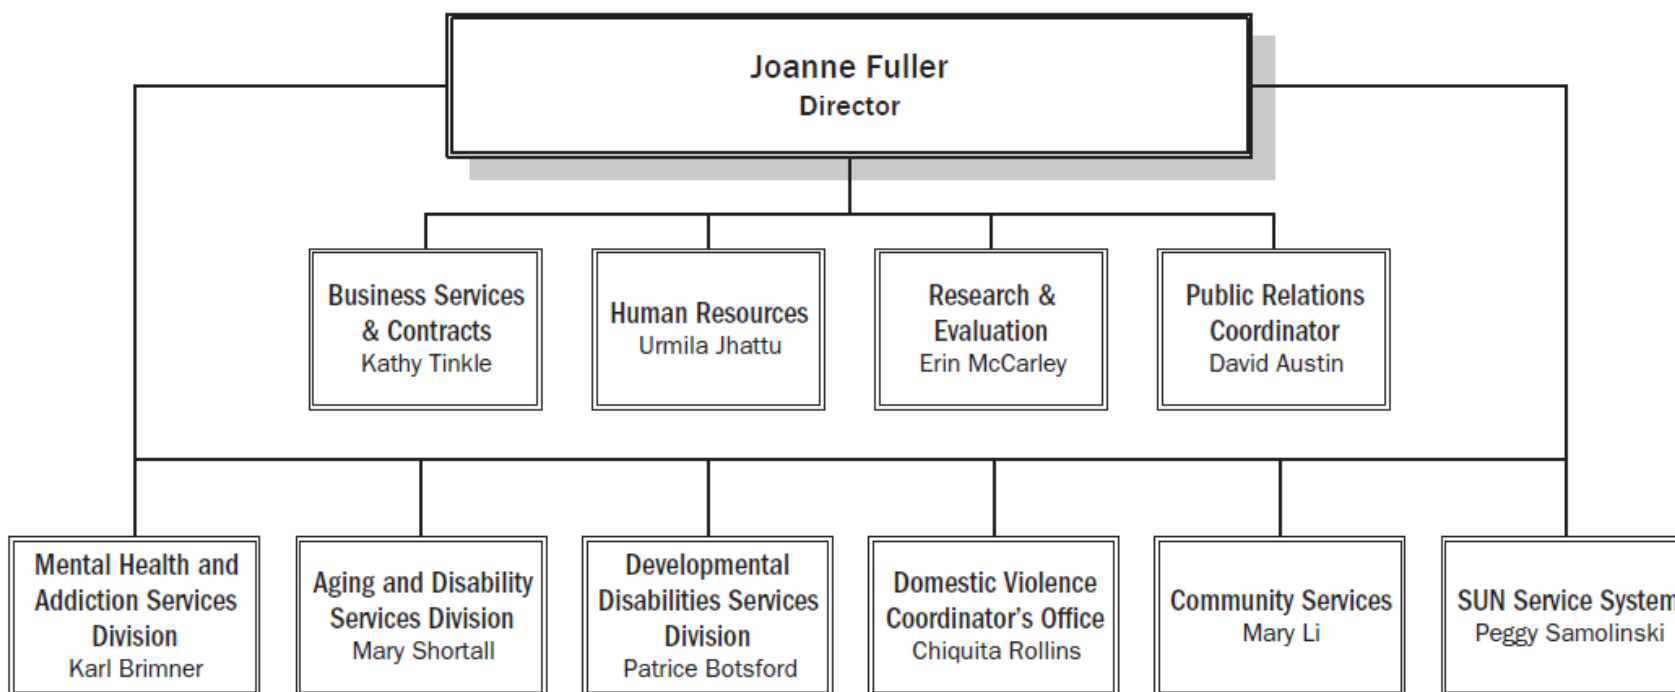 Joanne Fuller
Director
Business Services
& Contracts
Kathy Tinkle
Human Resources
Urmila Jhattu
Research &
Evaluation
Erin McCarley
Public Relations
Coordinator
David Austin
Mental Health and
Addiction Services
Division
Karl Brimner
Aging and Disability
Services Division
Mary Shortall
Developmental
Disabilities Services
Division
Patrice Botsford
Domestic Violence
Coordinator's Office
Chiquita Rollins
Community Services
Mary Li
SUN Service System
Peggy Samolinski